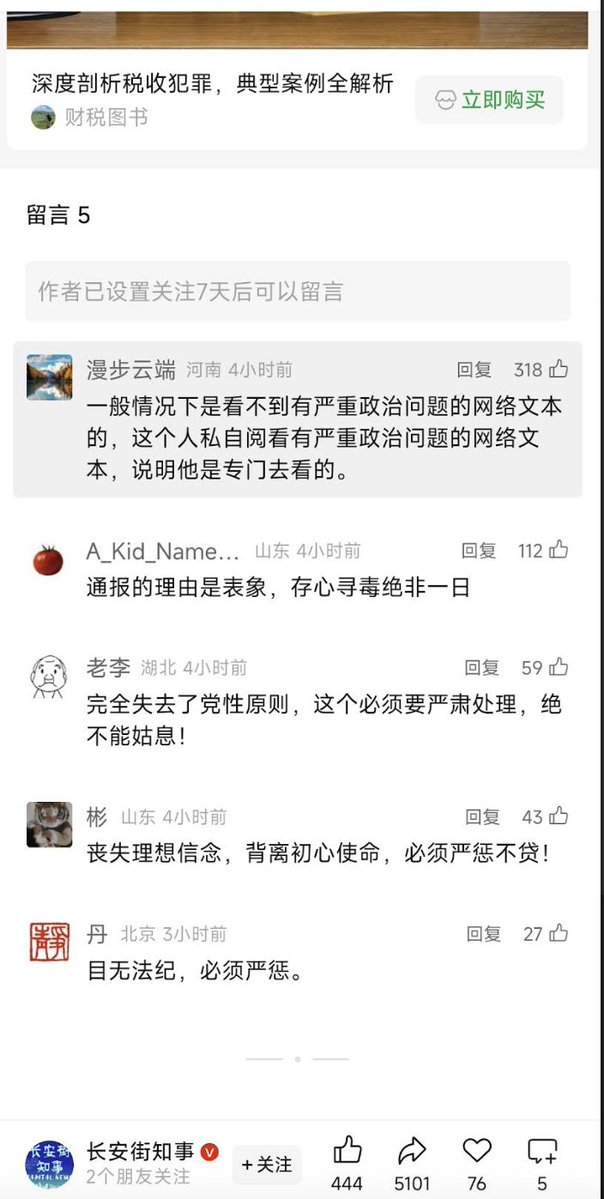 深度剖析税收犯罪，典型案例全解析
财税图书
立即购买
留言 5
作者已设置关注7天后可以留言
漫步云端 河南 4小时前 回复 318
一般情况下是看不到有严重政治问题的网络文本
的，这个人私自阅看有严重政治问题的网络文
本，说明他是专门去看的。
A_Kid_Name... 山东 4小时前 回复 112
通报的理由是表象，存心寻毒绝非一日
老李 湖北 4小时前 回复 59
完全失去了党性原则，这个必须要严肃处理，绝
不能姑息！
彬 山东 4小时前 回复 43
丧失理想信念，背离初心使命，必须严惩不贷！
靜
丹 北京 3小时前 回复 27
目无法纪，必须严惩。
长安街
知事
CAPITAL NEWS
长安街知事
2个朋友关注
+关注
444 5101 76 5